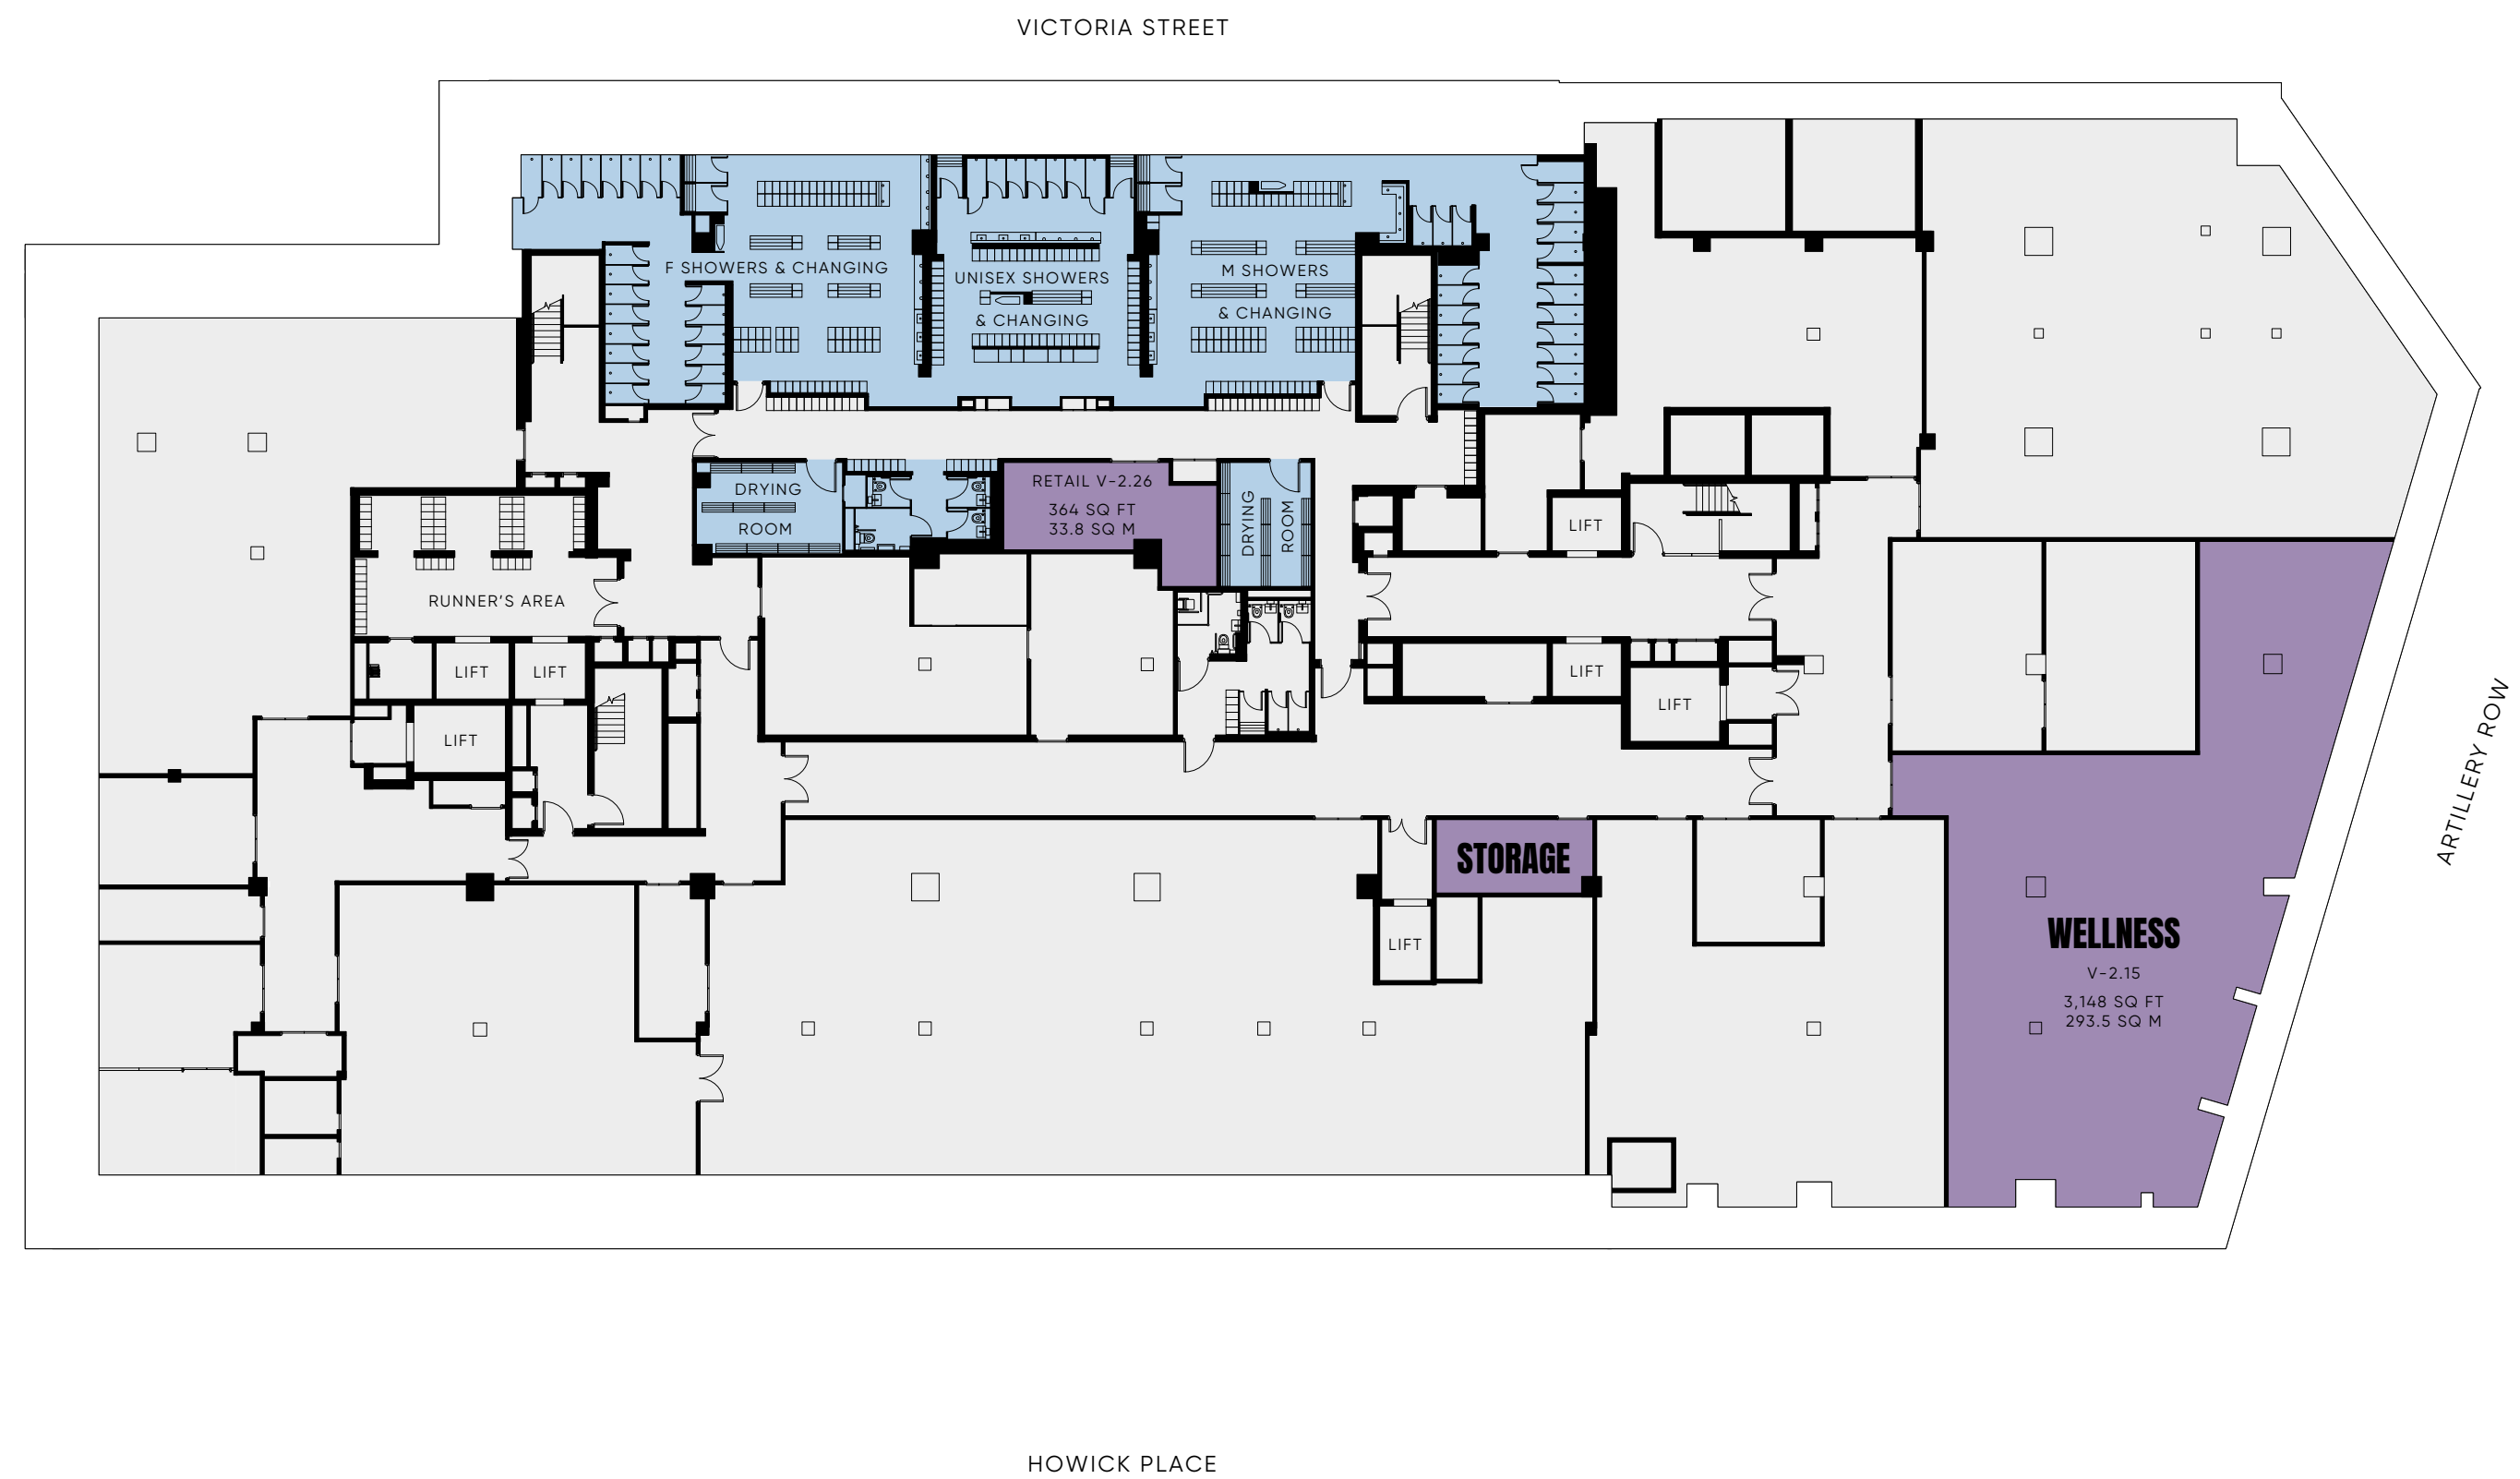 VICTORIA STREET
F SHOWERS & CHANGING
UNISEX SHOWERS
& CHANGING
M SHOWERS
& CHANGING
DRYING
ROOM
RETAIL V-2.26
364 SQ FT
33.8 SQ M
DRYING
ROOM
LIFT
RUNNER'S AREA
LIFT
LIFT
LIFT
LIFT
LIFT
ARTILLERY ROW
STORAGE
LIFT
WELLNESS
V-2.15
3,148 SQ FT
293.5 SQ M
HOWICK PLACE